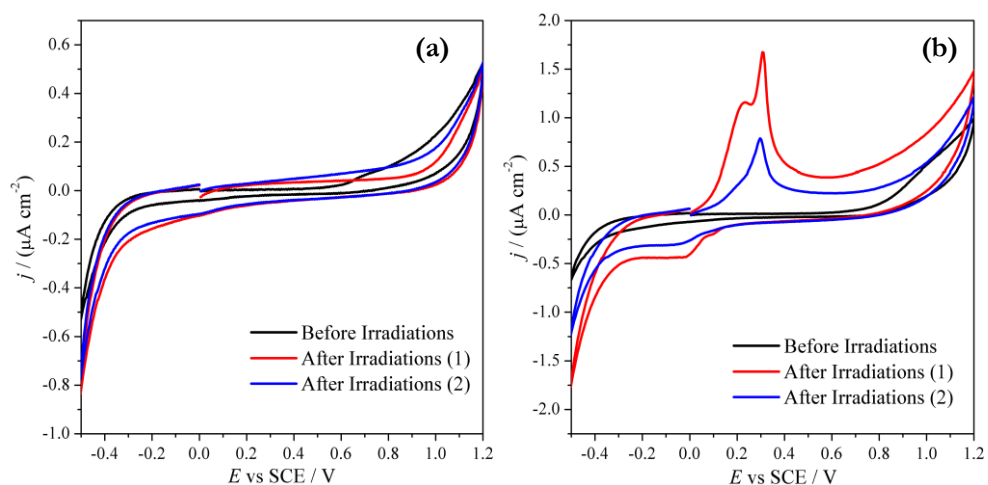 (a)
0.6
0.4
0.2
0.0
-0.2
-0.4
-0.6
-0.8
-1.0
j / (µA cm-2)
Before Irradiations
After Irradiations (1)
After Irradiations (2)
-0.4 -0.2 0.0 0.2 0.4 0.6 0.8 1.0 1.2
E vs SCE / V
(b)
2.0
1.5
1.0
0.5
0.0
-0.5
-1.0
-1.5
-2.0
j / (µA cm-2)
Before Irradiations
After Irradiations (1)
After Irradiations (2)
-0.4 -0.2 0.0 0.2 0.4 0.6 0.8 1.0 1.2
E vs SCE / V